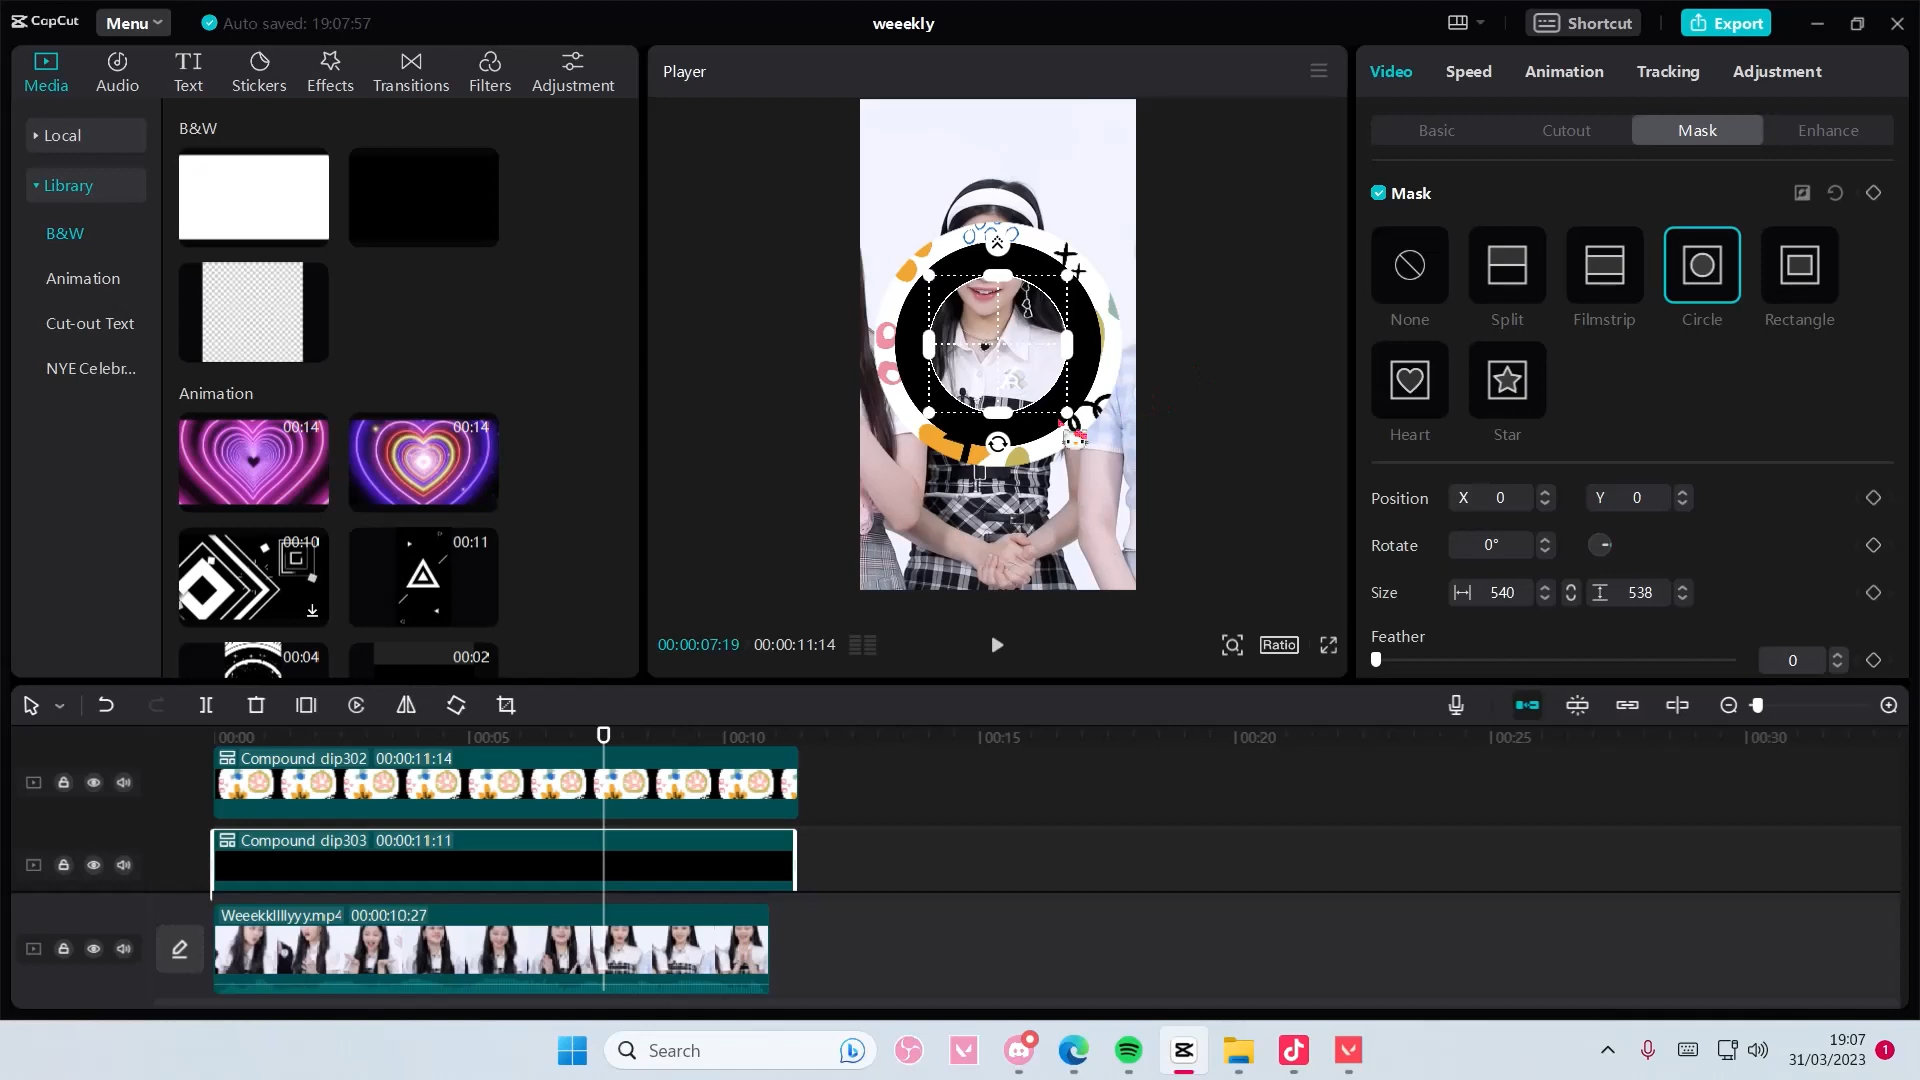 CapCut
Menu
Auto saved: 19:07:57
weeekly
Shortcut
Export
Media
Audio
TI
Text
Stickers
Effects
Transitions
Filters
Adjustment
Local
Library
B&W
Animation
Cut-out Text
NYE Celebr...
B&W
Animation
00:14
00:14
00:10
00:11
00:04
00:02
Player
00:00:07:19
00:00:11:14
Ratio
Video
Speed
Animation
Tracking
Adjustment
Basic
Cutout
Mask
Enhance
Mask
None
Split
Filmstrip
Circle
Rectangle
Heart
Star
Position
X 0
Y 0
Rotate
0°
Size
540
538
Feather
0
00:00
00:05
00:10
00:15
00:20
00:25
00:30
Compound clip302 00:00:11:14
Compound clip303 00:00:11:11
Weeekkllllyyy.mp4 00:00:10:27
Search
19:07
31/03/2023
1